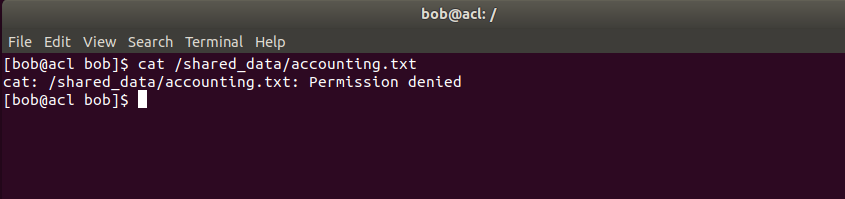 bob@acl: /
File Edit View Search Terminal Help
[bob@acl bob]$ cat /shared_data/accounting.txt
cat: /shared_data/accounting.txt: Permission denied
[bob@acl bob]$